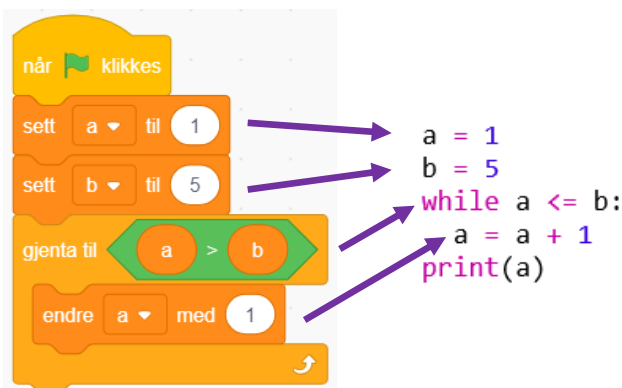 når klikkes
sett a til 1
sett b til 5
gjenta til a > b
endre a med 1
a = 1
b = 5
while a <= b:
  a = a + 1
print(a)